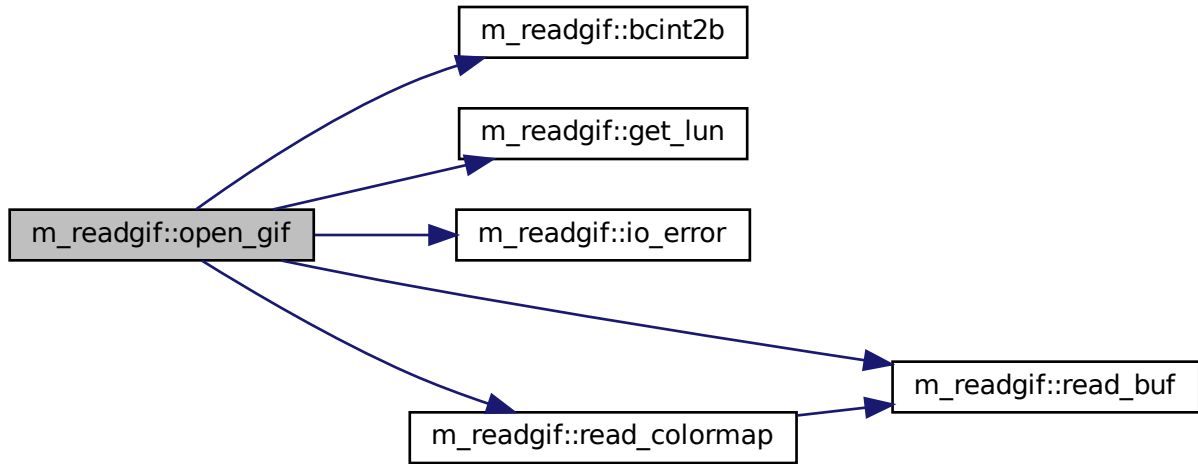 m_readgif::bcint2b
m_readgif::get_lun
m_readgif::open_gif
m_readgif::io_error
m_readgif::read_buf
m_readgif::read_colormap